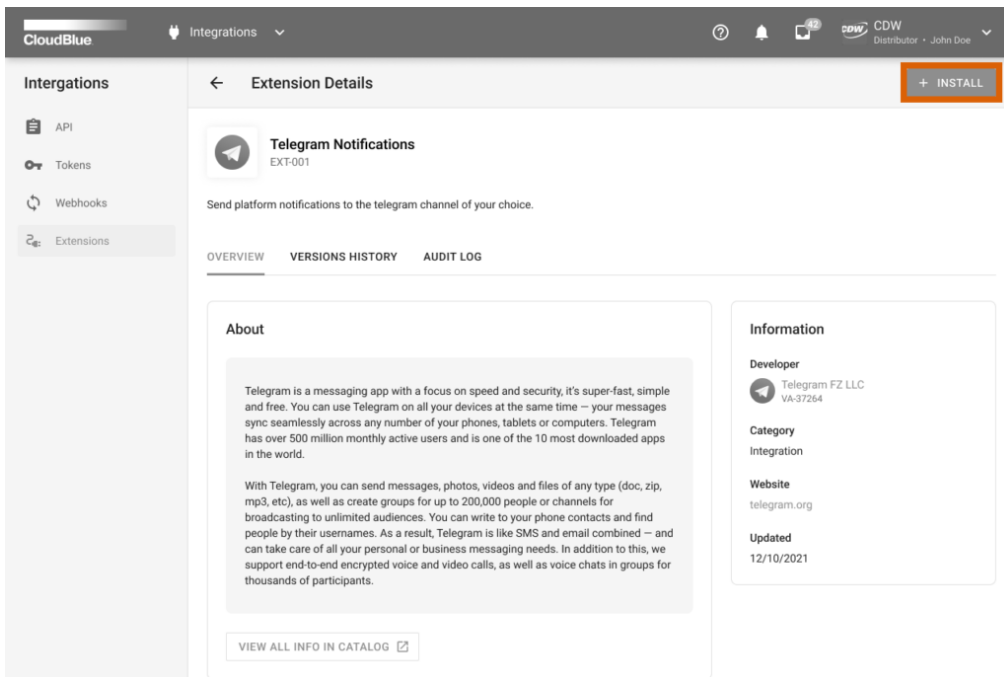 CloudBlue
Integrations
42
CDW
CDW
Distributor • John Doe
Intergations
Extension Details
+ INSTALL
API
Tokens
Webhooks
Extensions
Telegram Notifications
EXT-001
Send platform notifications to the telegram channel of your choice.
OVERVIEW VERSIONS HISTORY AUDIT LOG
About
Telegram is a messaging app with a focus on speed and security, it's super-fast, simple
and free. You can use Telegram on all your devices at the same time — your messages
sync seamlessly across any number of your phones, tablets or computers. Telegram
has over 500 million monthly active users and is one of the 10 most downloaded apps
in the world.
With Telegram, you can send messages, photos, videos and files of any type (doc, zip,
mp3, etc), as well as create groups for up to 200,000 people or channels for
broadcasting to unlimited audiences. You can write to your phone contacts and find
people by their usernames. As a result, Telegram is like SMS and email combined — and
can take care of all your personal or business messaging needs. In addition to this, we
support end-to-end encrypted voice and video calls, as well as voice chats in groups for
thousands of participants.
VIEW ALL INFO IN CATALOG
Information
Developer
Telegram FZ LLC
VA-37264
Category
Integration
Website
telegram.org
Updated
12/10/2021